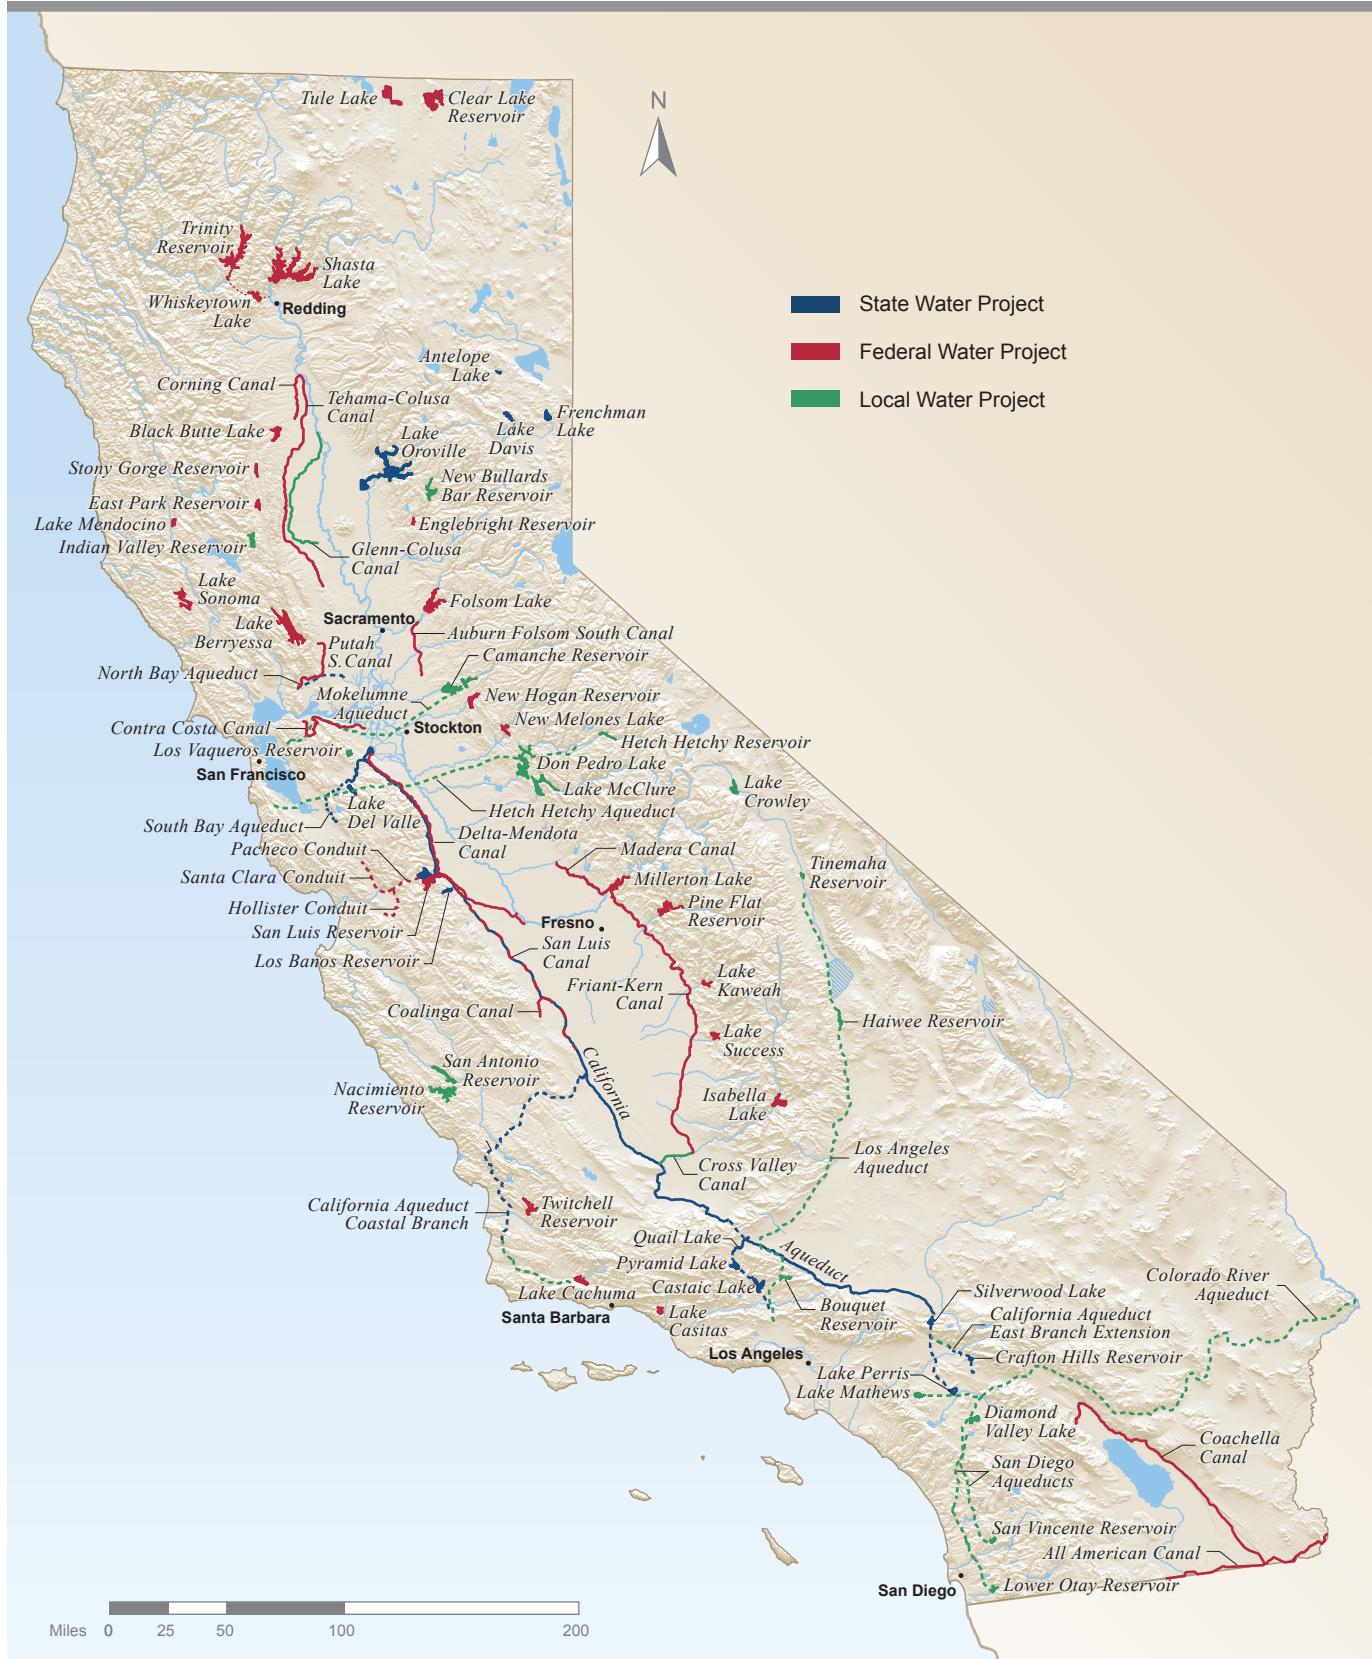 Tule Lake
Clear Lake
Reservoir
N
Trinity
Reservoir
Shasta
Lake
Whiskeytown
Lake
Redding
State Water Project
Federal Water Project
Local Water Project
Antelope
Lake
Corning Canal
Tehama-Colusa
Canal
Frenchman
Lake
Lake
Davis
Black Butte Lake
Lake
Oroville
Stony Gorge Reservoir
New Bullards
Bar Reservoir
East Park Reservoir
Lake Mendocino
Englebright Reservoir
Indian Valley Reservoir
Glenn-Colusa
Canal
Lake
Sonoma
Folsom Lake
Lake
Berryessa
Sacramento
Auburn Folsom South Canal
Putah
S.Canal
Camanche Reservoir
North Bay Aqueduct
Mokelumne
Aqueduct
New Hogan Reservoir
New Melones Lake
Contra Costa Canal
Stockton
Hetch Hetchy Reservoir
Los Vaqueros Reservoir
San Francisco
Don Pedro Lake
Lake McClure
Lake
Crowley
Lake
Del Valle
Hetch Hetchy Aqueduct
South Bay Aqueduct
Delta-Mendota
Canal
Pacheco Conduit
Madera Canal
Tinemaha
Reservoir
Santa Clara Conduit
Millerton Lake
Hollister Conduit
Pine Flat
Reservoir
San Luis Reservoir
Fresno
Los Banos Reservoir
San Luis
Canal
Lake
Kaweah
Friant-Kern
Canal
Coalinga Canal
Haiwee Reservoir
Lake
Success
San Antonio
Reservoir
Nacimiento
Reservoir
California
Isabella
Lake
Los Angeles
Aqueduct
Cross Valley
Canal
California Aqueduct
Coastal Branch
Twitchell
Reservoir
Quail Lake
Aqueduct
Pyramid Lake
Castaic Lake
Lake Cachuma
Santa Barbara
Lake
Casitas
Bouquet
Reservoir
Silverwood Lake
Colorado River
Aqueduct
California Aqueduct
East Branch Extension
Los Angeles
Crafton Hills Reservoir
Lake Perris
Lake Mathews
Diamond
Valley Lake
Coachella
Canal
San Diego
Aqueducts
San Vincente Reservoir
All American Canal
San Diego
Lower Otay Reservoir
Miles 0 25 50 100 200